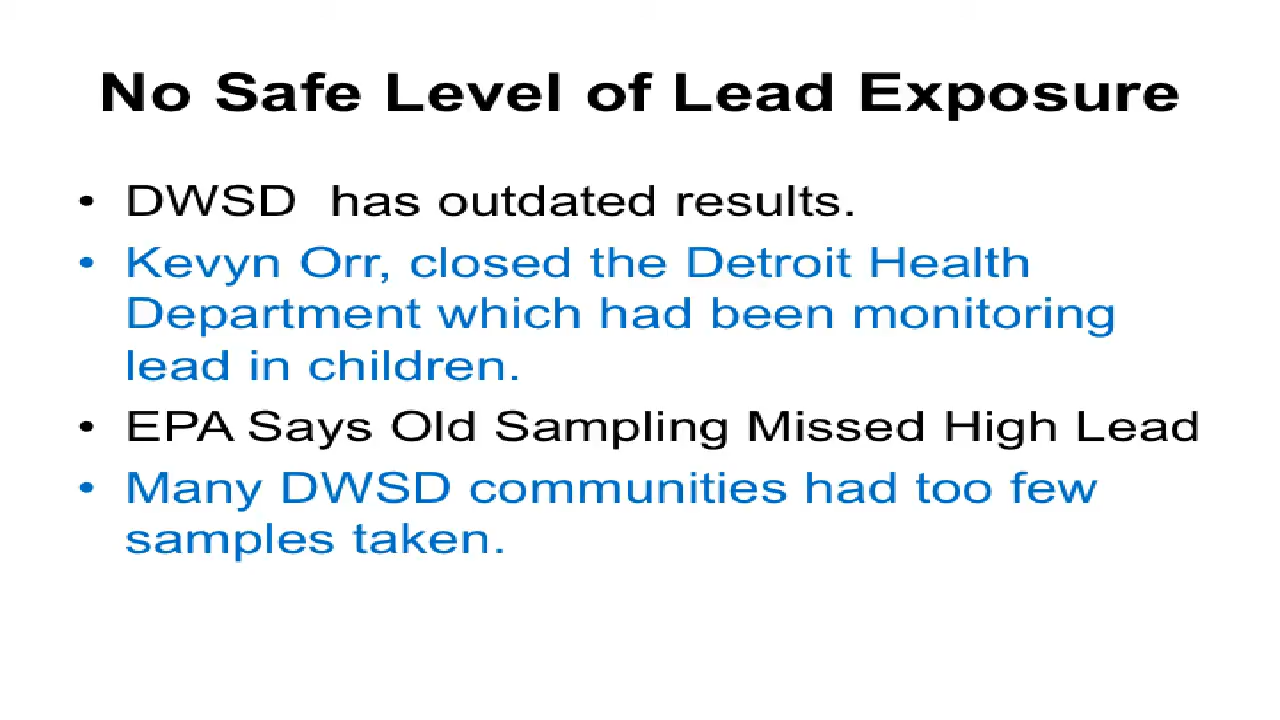 No Safe Level of Lead Exposure
• DWSD  has outdated results.
• Kevyn Orr, closed the Detroit Health
Department which had been monitoring
lead in children.
• EPA Says Old Sampling Missed High Lead
• Many DWSD communities had too few
samples taken.